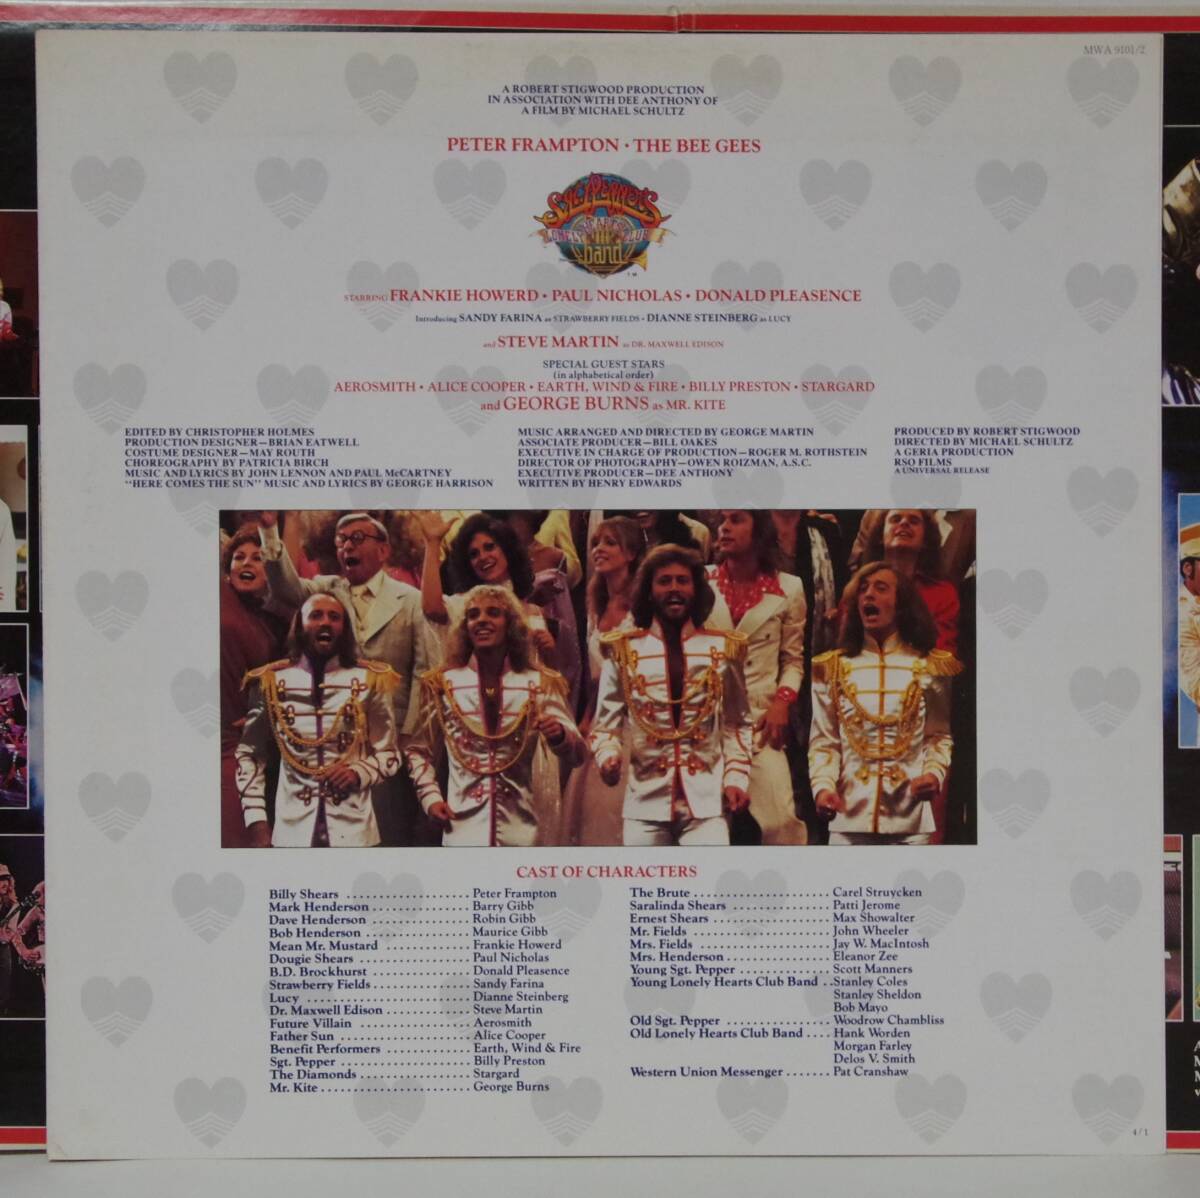 MWA 9101/2
A ROBERT STIGWOOD PRODUCTION
IN ASSOCIATION WITH DEE ANTHONY OF
A FILM BY MICHAEL SCHULTZ
PETER FRAMPTON · THE BEE GEES
SGT. PEPPER'S
LONELY HEARTS CLUB
band
TM
STARRING FRANKIE HOWERD · PAUL NICHOLAS · DONALD PLEASENCE
Introducing SANDY FARINA as STRAWBERRY FIELDS · DIANNE STEINBERG as LUCY
and STEVE MARTIN as DR. MAXWELL EDISON
SPECIAL GUEST STARS
(in alphabetical order)
AEROSMITH · ALICE COOPER · EARTH, WIND & FIRE · BILLY PRESTON · STARGARD
and GEORGE BURNS as MR. KITE
EDITED BY CHRISTOPHER HOLMES
PRODUCTION DESIGNER—BRIAN EATWELL
COSTUME DESIGNER—MAY ROUTH
CHOREOGRAPHY BY PATRICIA BIRCH
MUSIC AND LYRICS BY JOHN LENNON AND PAUL McCARTNEY
“HERE COMES THE SUN” MUSIC AND LYRICS BY GEORGE HARRISON
MUSIC ARRANGED AND DIRECTED BY GEORGE MARTIN
ASSOCIATE PRODUCER—BILL OAKES
EXECUTIVE IN CHARGE OF PRODUCTION—ROGER M. ROTHSTEIN
DIRECTOR OF PHOTOGRAPHY—OWEN ROIZMAN, A.S.C.
EXECUTIVE PRODUCER—DEE ANTHONY
WRITTEN BY HENRY EDWARDS
PRODUCED BY ROBERT STIGWOOD
DIRECTED BY MICHAEL SCHULTZ
A GERIA PRODUCTION
RSO FILMS
A UNIVERSAL RELEASE
CAST OF CHARACTERS
Billy Shears .................. Peter Frampton
Mark Henderson .............. Barry Gibb
Dave Henderson .............. Robin Gibb
Bob Henderson ............... Maurice Gibb
Mean Mr. Mustard ............ Frankie Howerd
Dougie Shears ................ Paul Nicholas
B.D. Brockhurst .............. Donald Pleasence
Strawberry Fields .............. Sandy Farina
Lucy ........................ Dianne Steinberg
Dr. Maxwell Edison ............ Steve Martin
Future Villain ................ Aerosmith
Father Sun ................... Alice Cooper
Benefit Performers ............ Earth, Wind & Fire
Sgt. Pepper ................... Billy Preston
The Diamonds ................ Stargard
Mr. Kite ...................... George Burns
The Brute .................... Carel Struycken
Saralinda Shears .............. Patti Jerome
Ernest Shears ................. Max Showalter
Mr. Fields .................... John Wheeler
Mrs. Fields ................... Jay W. MacIntosh
Mrs. Henderson ............... Eleanor Zee
Young Sgt. Pepper ............. Scott Manners
Young Lonely Hearts Club Band ..Stanley Coles
Stanley Sheldon
Bob Mayo
Old Sgt. Pepper ............... Woodrow Chambliss
Old Lonely Hearts Club Band .... Hank Worden
Morgan Farley
Delos V. Smith
Western Union Messenger ....... Pat Cranshaw
4/1